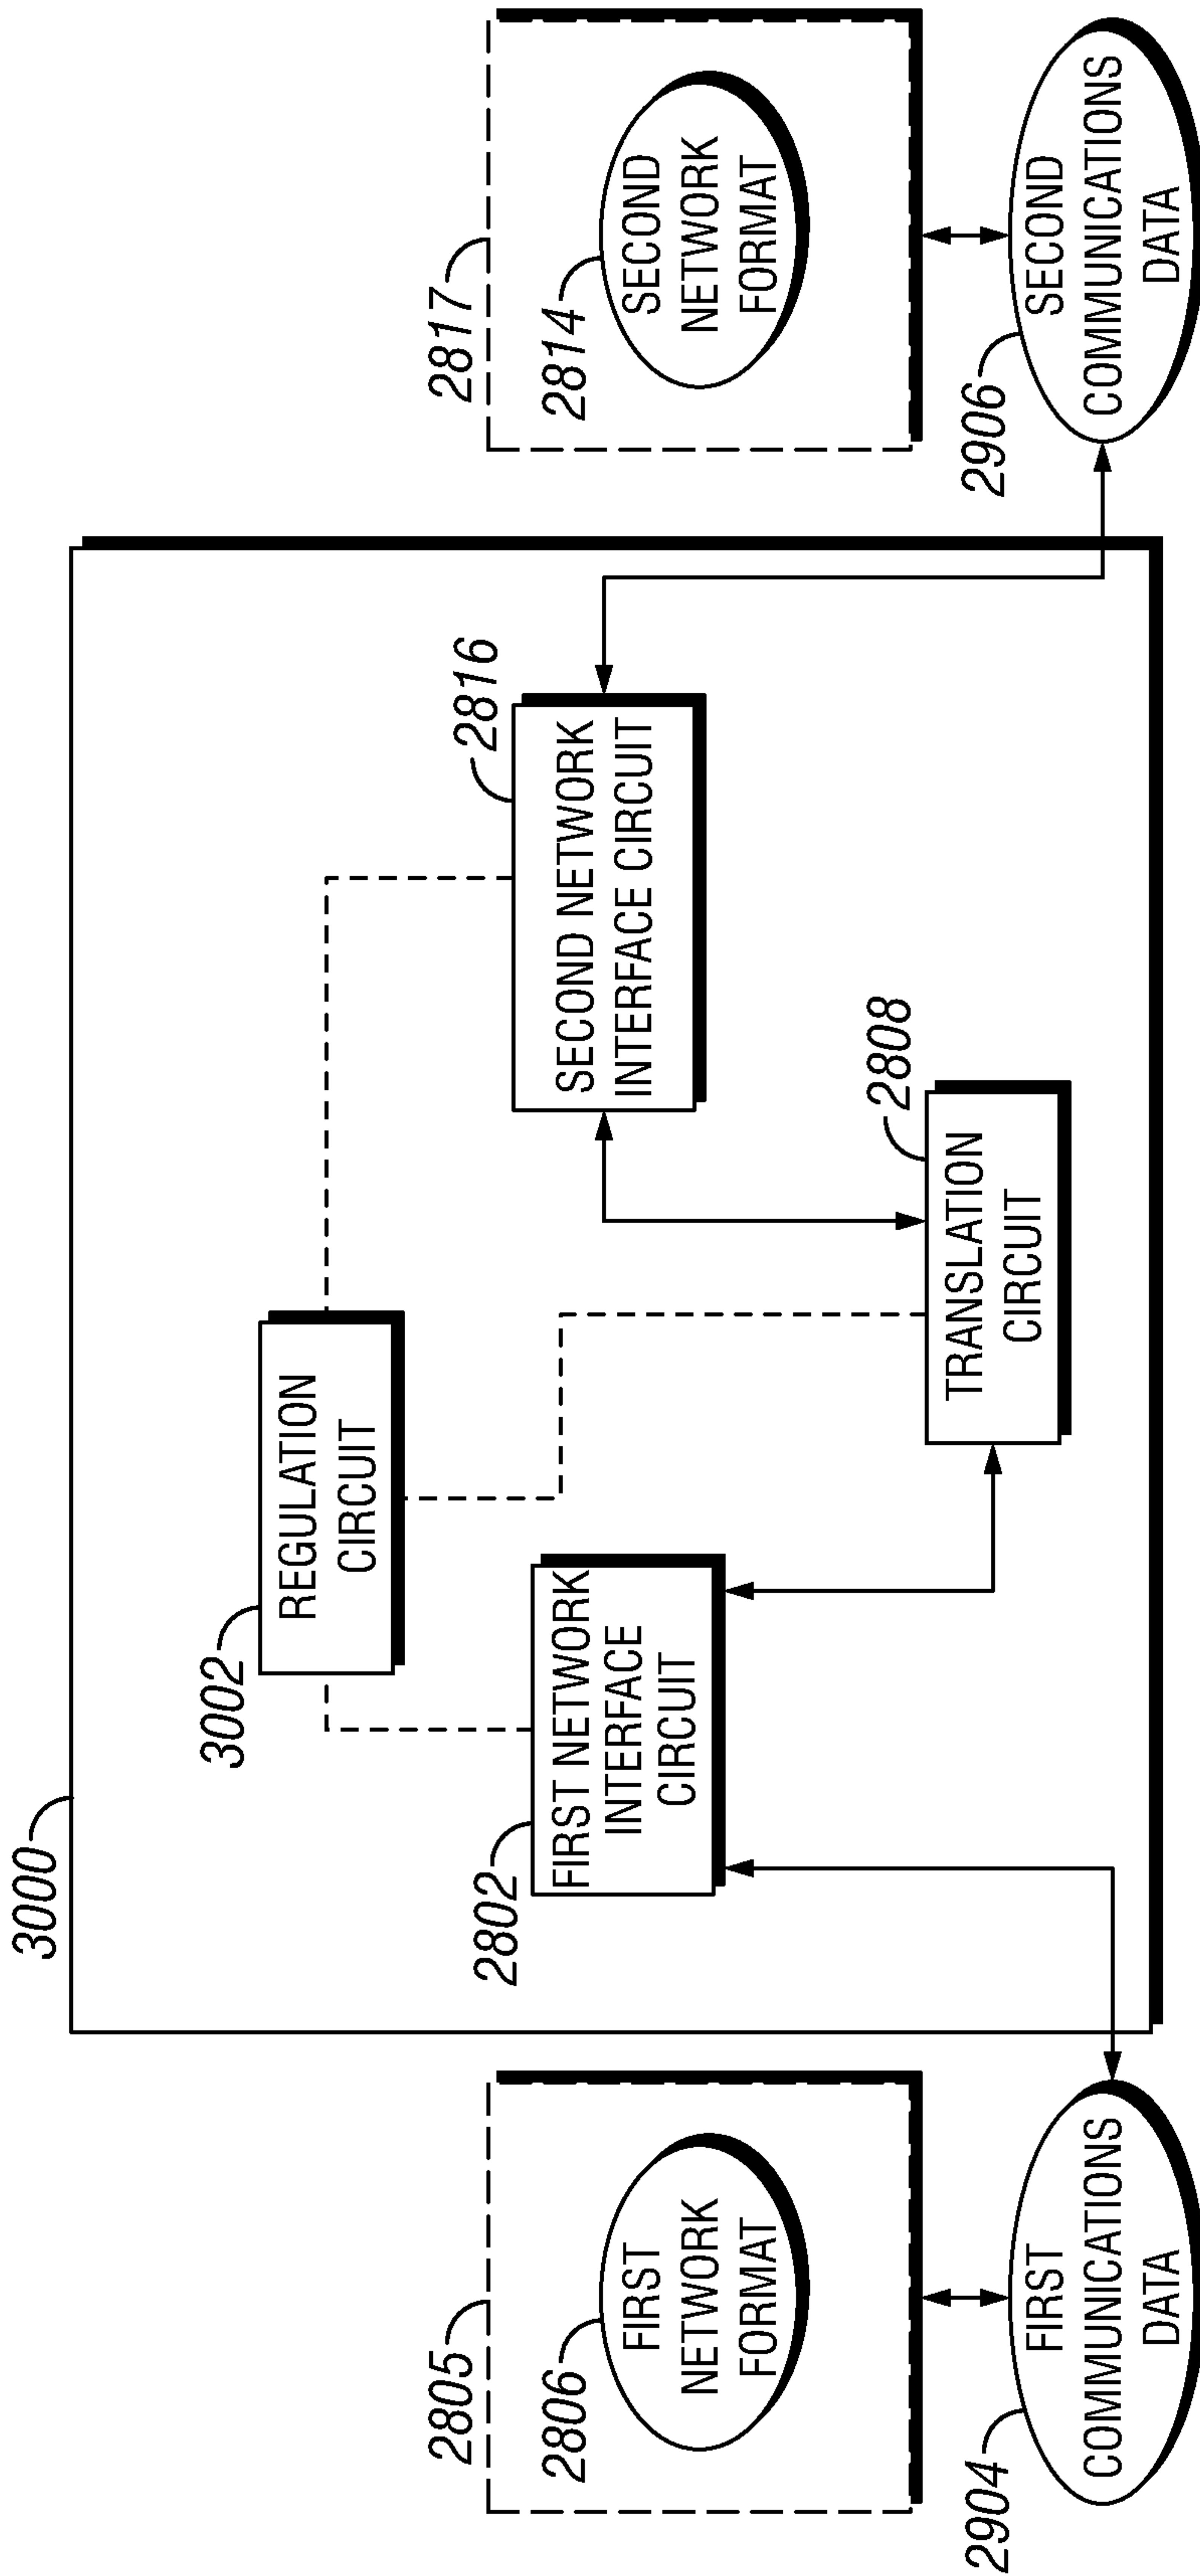 3000
3002
REGULATION
CIRCUIT
2805
2806
FIRST
NETWORK
FORMAT
2802
FIRST NETWORK
INTERFACE
CIRCUIT
2816
SECOND NETWORK
INTERFACE CIRCUIT
2817
2814
SECOND
NETWORK
FORMAT
2808
TRANSLATION
CIRCUIT
2904
FIRST
COMMUNICATIONS
DATA
2906
SECOND
COMMUNICATIONS
DATA